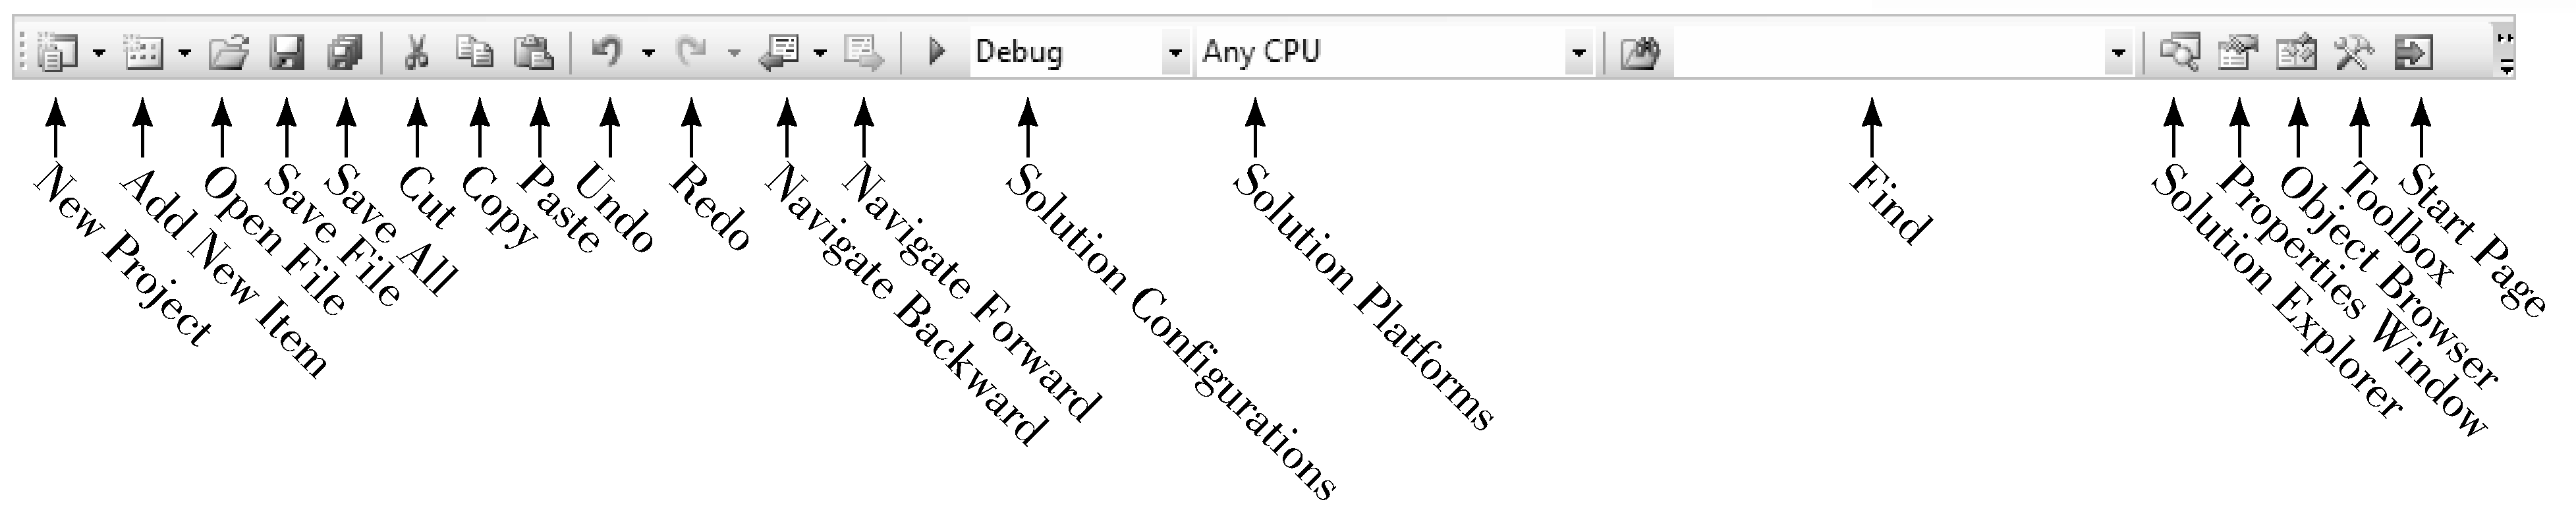 Debug
Any CPU
New Project
Add New Item
Open File
Save File
Save All
Cut
Copy
Paste
Undo
Redo
Navigate Backward
Navigate Forward
Solution Configurations
Solution Platforms
Find
Solution Explorer
Properties Window
Object Browser
Toolbox
Start Page